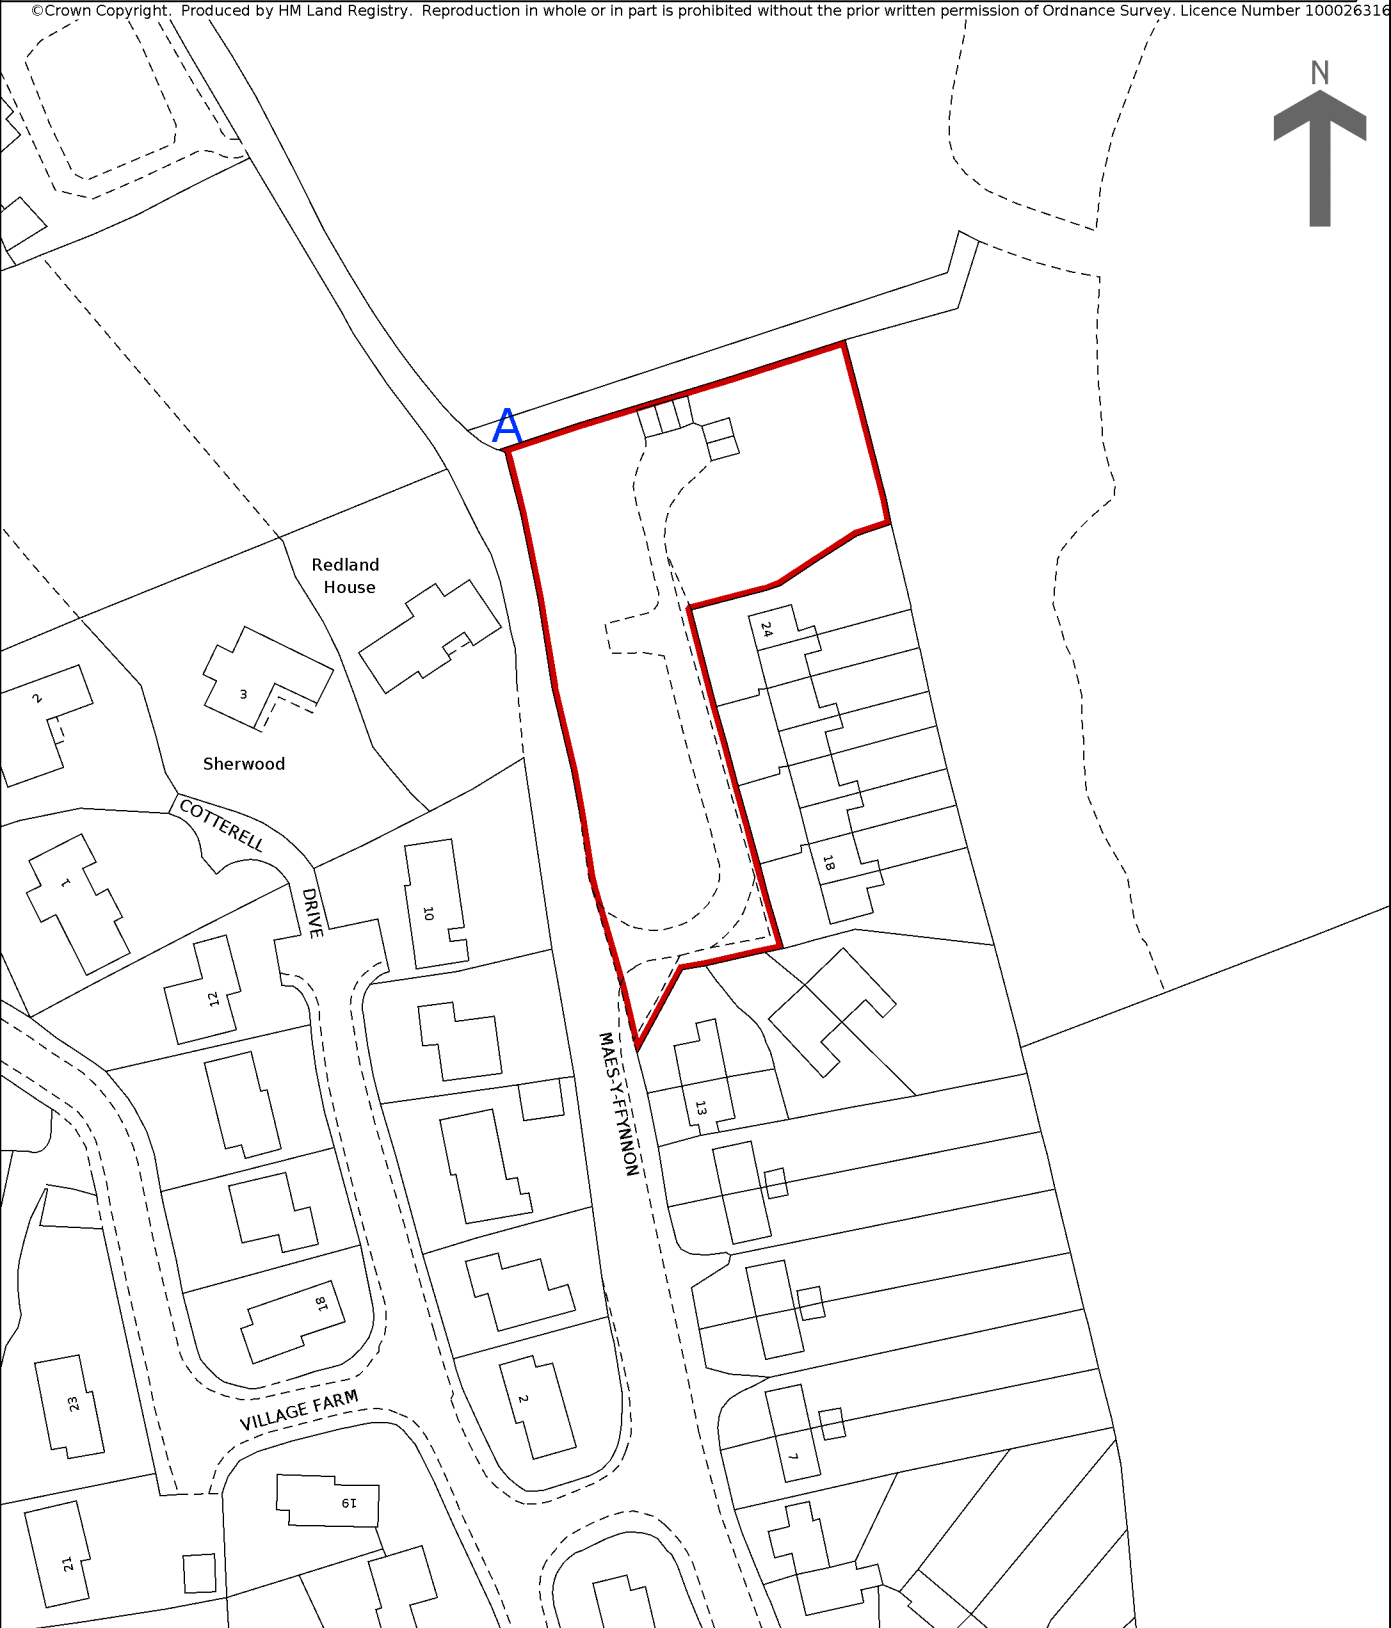 ©Crown Copyright. Produced by HM Land Registry. Reproduction in whole or in part is prohibited without the prior written permission of Ordnance Survey. Licence Number 100026316
N
A
Redland
House
24
2
3
Sherwood
COTTERELL
DRIVE
1
10
18
12
MAES-Y-FFYNNON
13
18
2
23
VILLAGE FARM
7
19
21